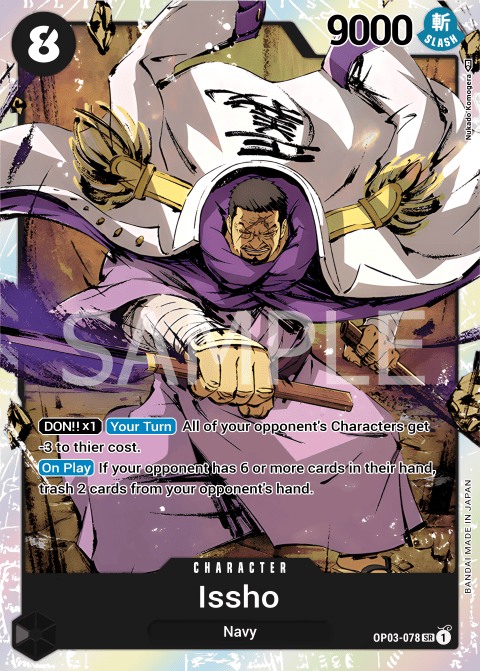 8
9000
斬
SLASH
Nukado Komogera
SAMPLE
DON!!×1 Your Turn All of your opponent's Characters get
-3 to thier cost.
On Play If your opponent has 6 or more cards in their hand,
trash 2 cards from your opponent's hand.
BANDAI MADE IN JAPAN
CHARACTER
Issho
Navy
OP03-078 SR 1